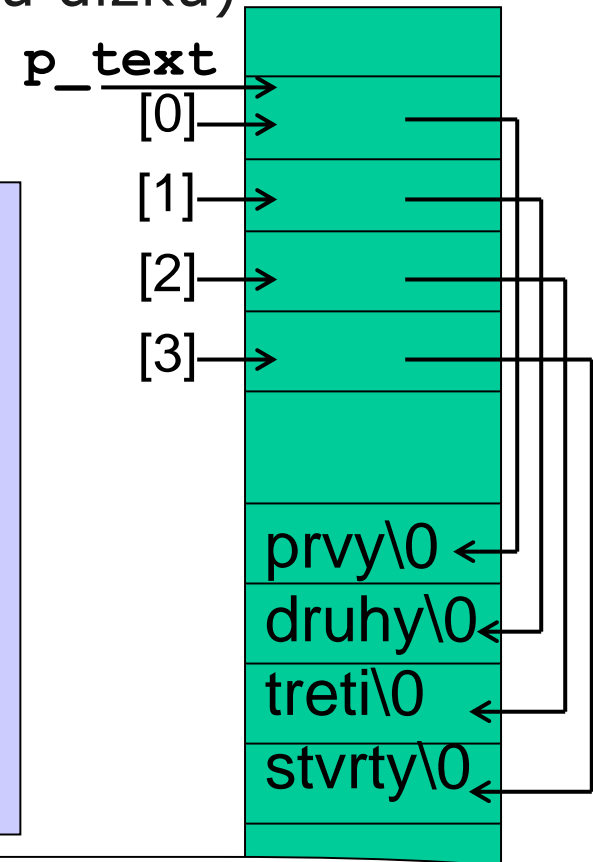 p_text
[0]
[1]
[2]
[3]
prvy\0
druhy\0
treti\0
stvrty\0